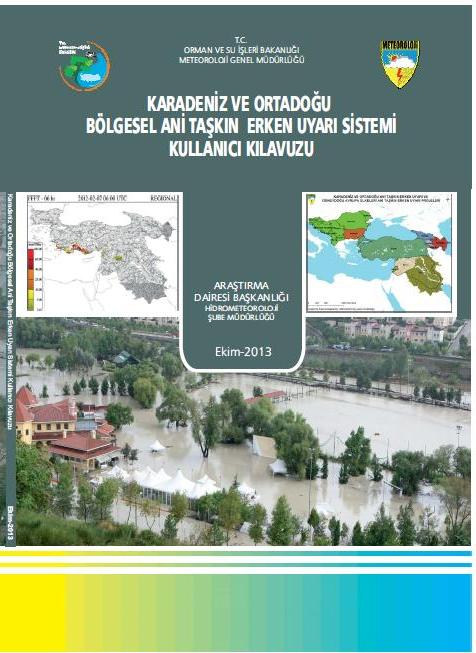 T.C.
ORMAN VE SU İŞLERİ BAKANLIĞI
METEOROLOJİ GENEL MÜDÜRLÜĞÜ
METEOROLOJİ
KARADENİZ VE ORTADOĞU
BÖLGESEL ANİ TAŞKIN ERKEN UYARI SİSTEMİ
KULLANICI KILAVUZU
FFFT - 06 hr 2012-02-07 06:00 UTC REGIONAL
KARADENİZ VE ORTADOĞU ANİ TAŞKIN ERKEN UYARI VE
ARAŞTIRMA
DAİRESİ BAŞKANLIĞI
HİDROMETEOROLOJİ
ŞUBE MÜDÜRLÜĞÜ
Ekim-2013
Karadeniz ve Ortadoğu Bölgesel Ani Taşkın Erken Uyarı Sistemi Kullanıcı Kılavuzu
Ekim-2013